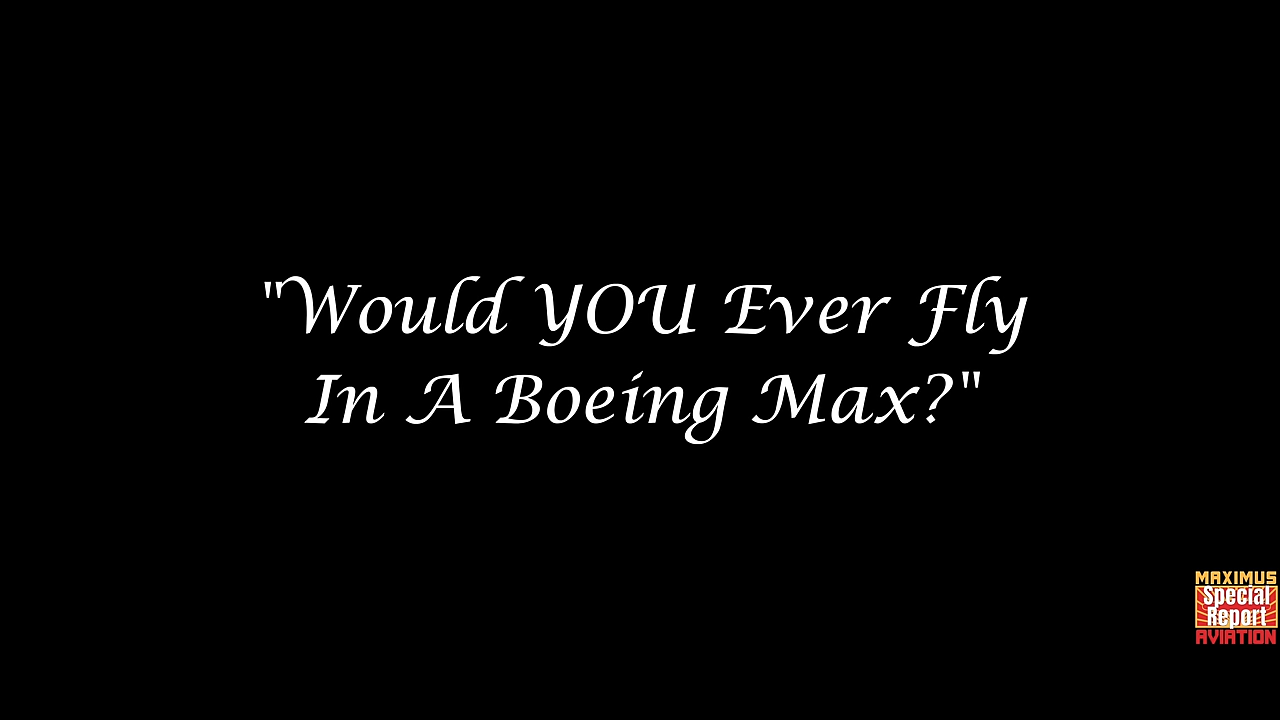 "Would YOU Ever Fly
In A Boeing Max?"
MAXIMUS
Special
Report
AVIATION